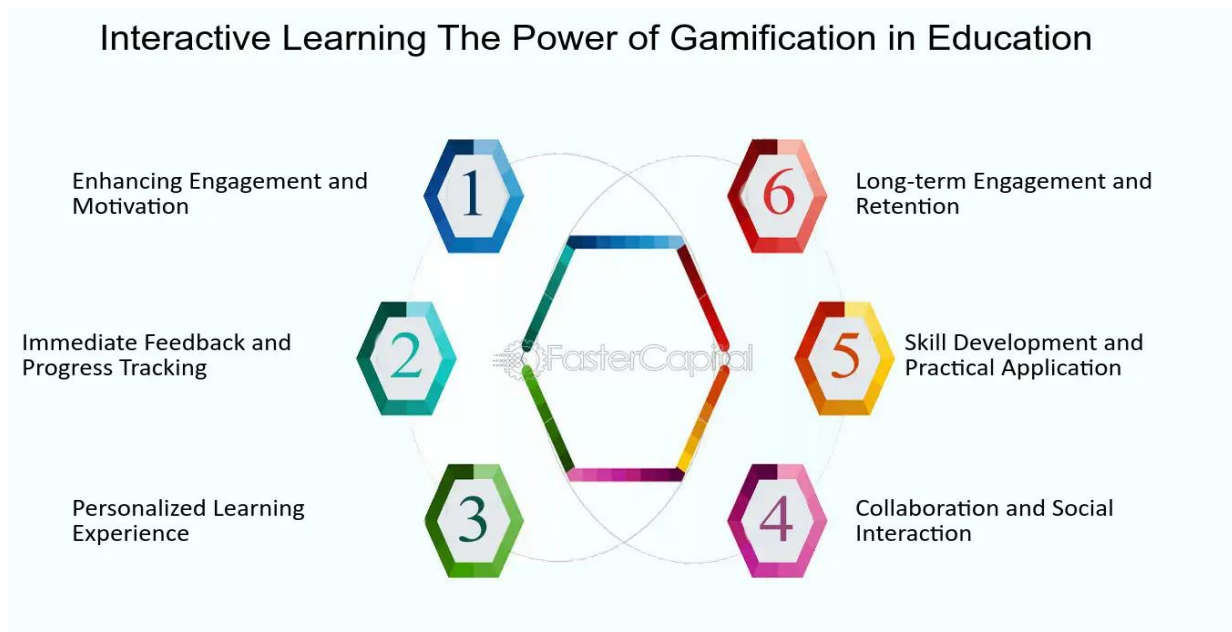 Interactive Learning The Power of Gamification in Education
1
Enhancing Engagement and
Motivation
2
Immediate Feedback and
Progress Tracking
3
Personalized Learning
Experience
4
Collaboration and Social
Interaction
5
Skill Development and
Practical Application
6
Long-term Engagement and
Retention
FasterCapital